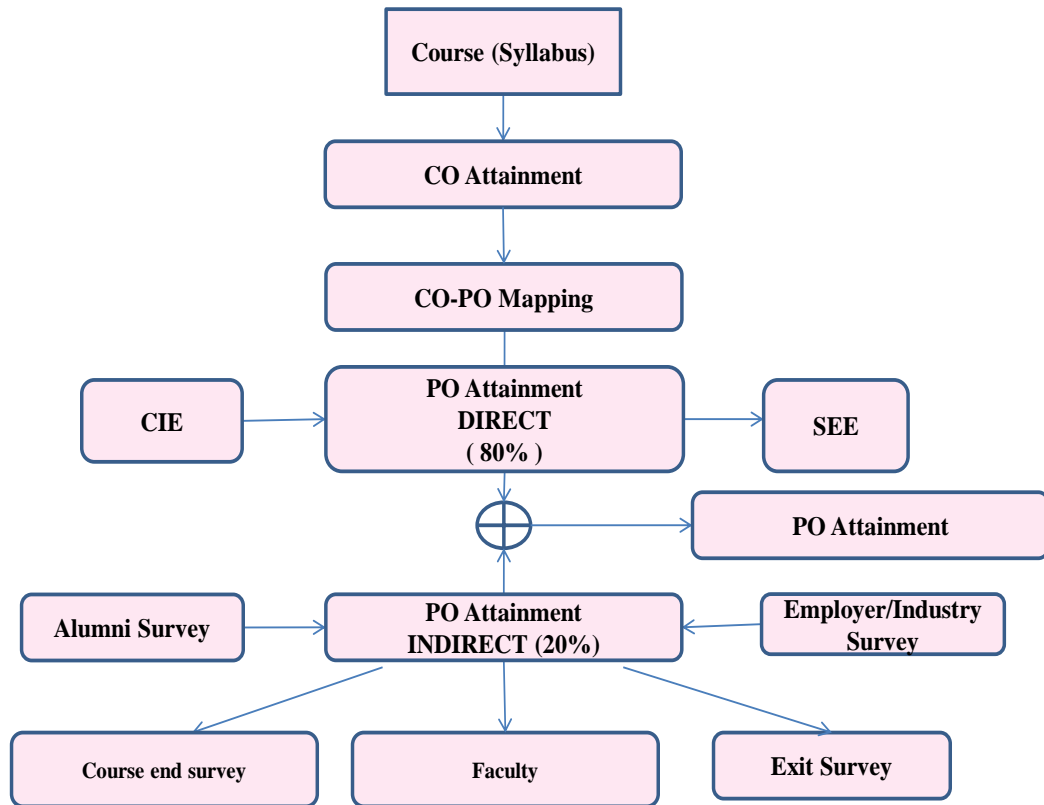 Course (Syllabus)
CO Attainment
CO-PO Mapping
CIE
PO Attainment
DIRECT
( 80% )
SEE
PO Attainment
Alumni Survey
PO Attainment
INDIRECT (20%)
Employer/Industry
Survey
Course end survey
Faculty
Exit Survey